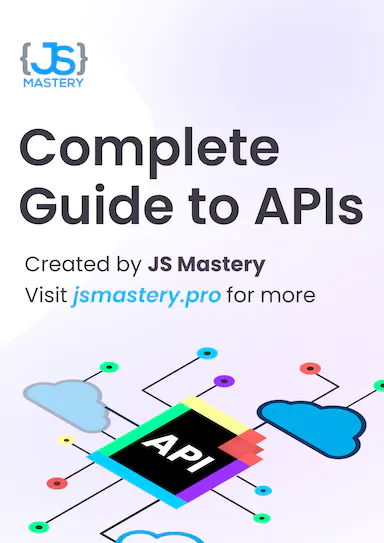 {JS}
MASTERY
Complete
Guide to APIs
Created by JS Mastery
Visit jsmastery.pro for more
API